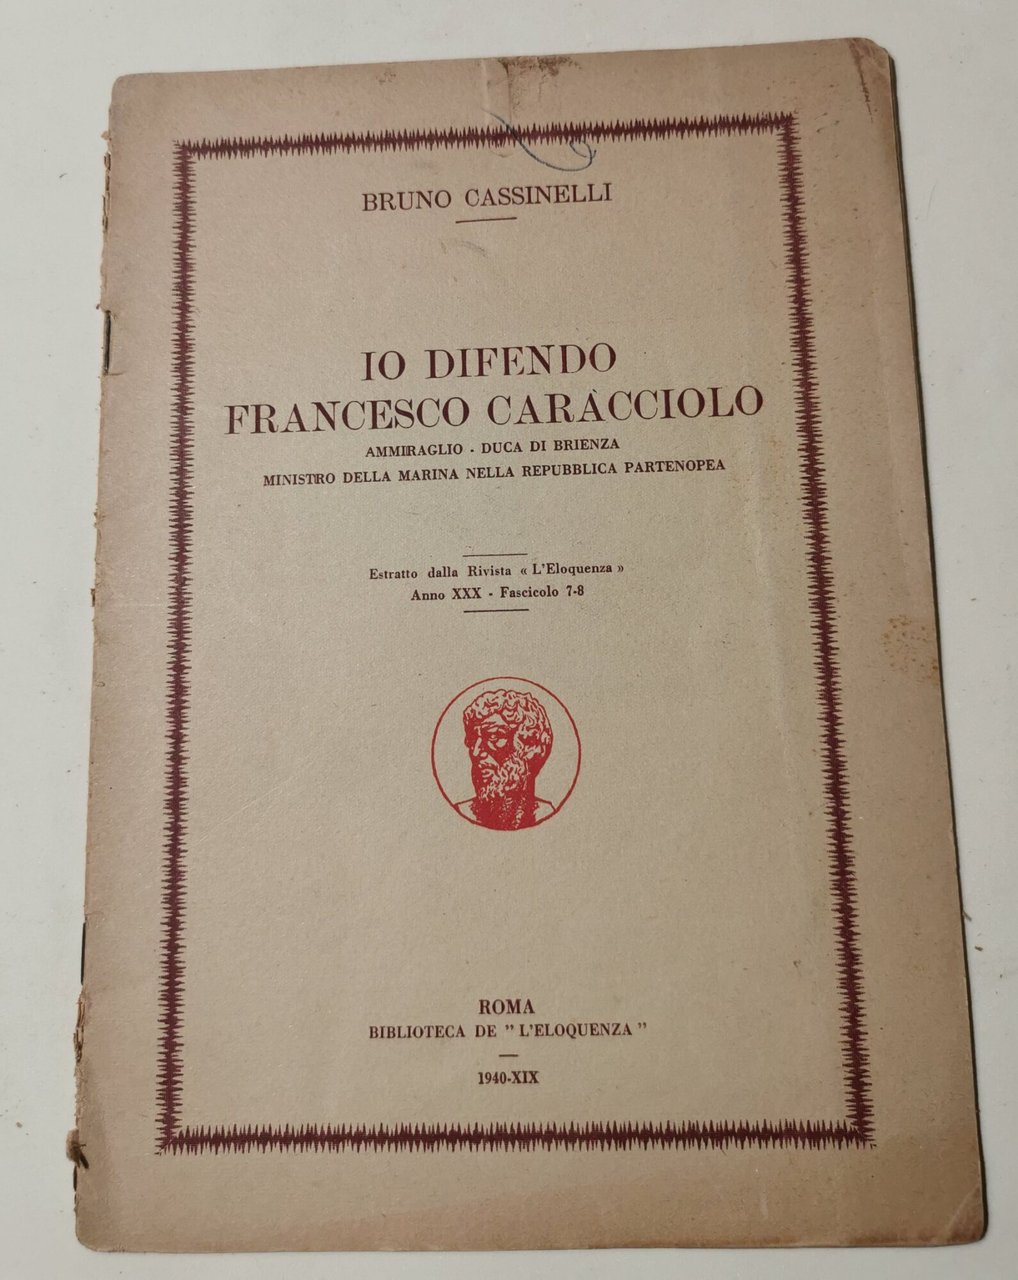 BRUNO CASSINELLI
IO DIFENDO
FRANCESCO CARÀCCIOLO
AMMIRAGLIO - DUCA DI BRIENZA
MINISTRO DELLA MARINA NELLA REPUBBLICA PARTENOPEA
Estratto dalla Rivista « L'Eloquenza »
Anno XXX - Fascicolo 7-8
ROMA
BIBLIOTECA DE " L'ELOQUENZA "
1940-XIX